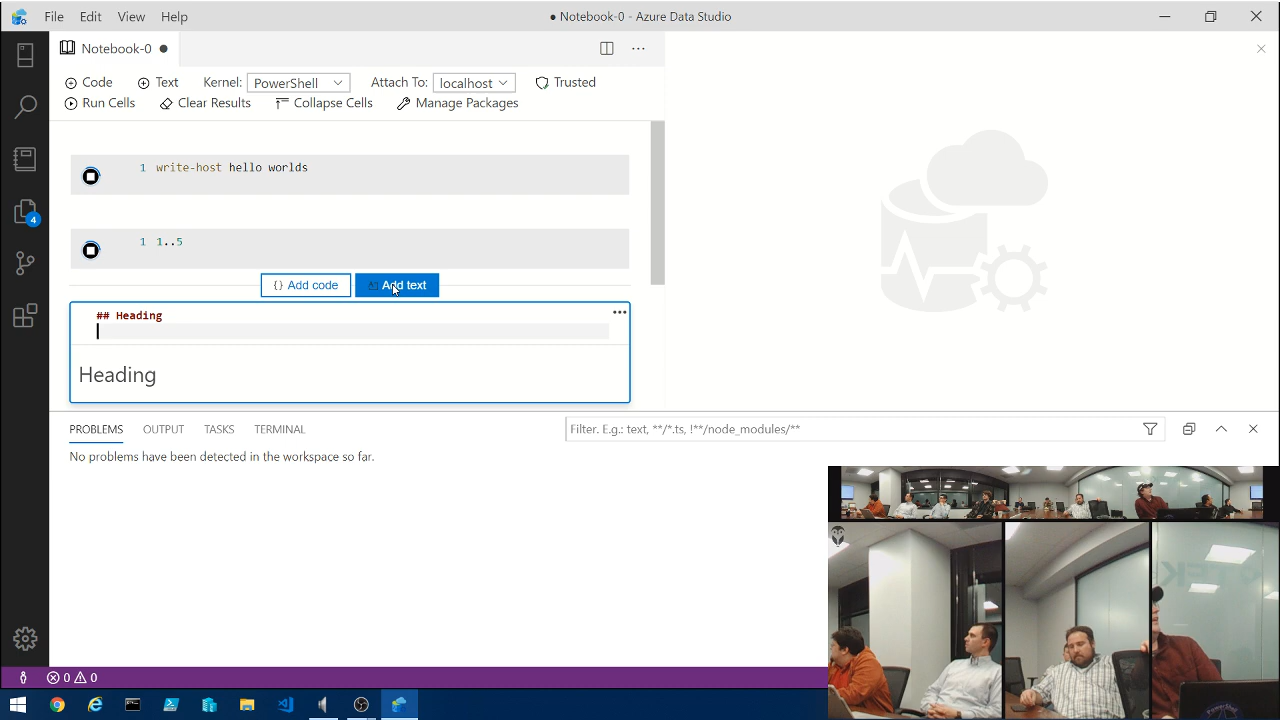 File Edit View Help
● Notebook-0 - Azure Data Studio
Notebook-0 ●
Code Text Kernel: PowerShell Attach To: localhost Trusted
Run Cells Clear Results Collapse Cells Manage Packages
1 write-host hello worlds
1 1..5
{} Add code Add text
## Heading
Heading
4
PROBLEMS OUTPUT TASKS TERMINAL
Filter. E.g.: text, **/*.ts, !**/node_modules/**
No problems have been detected in the workspace so far.
0 0